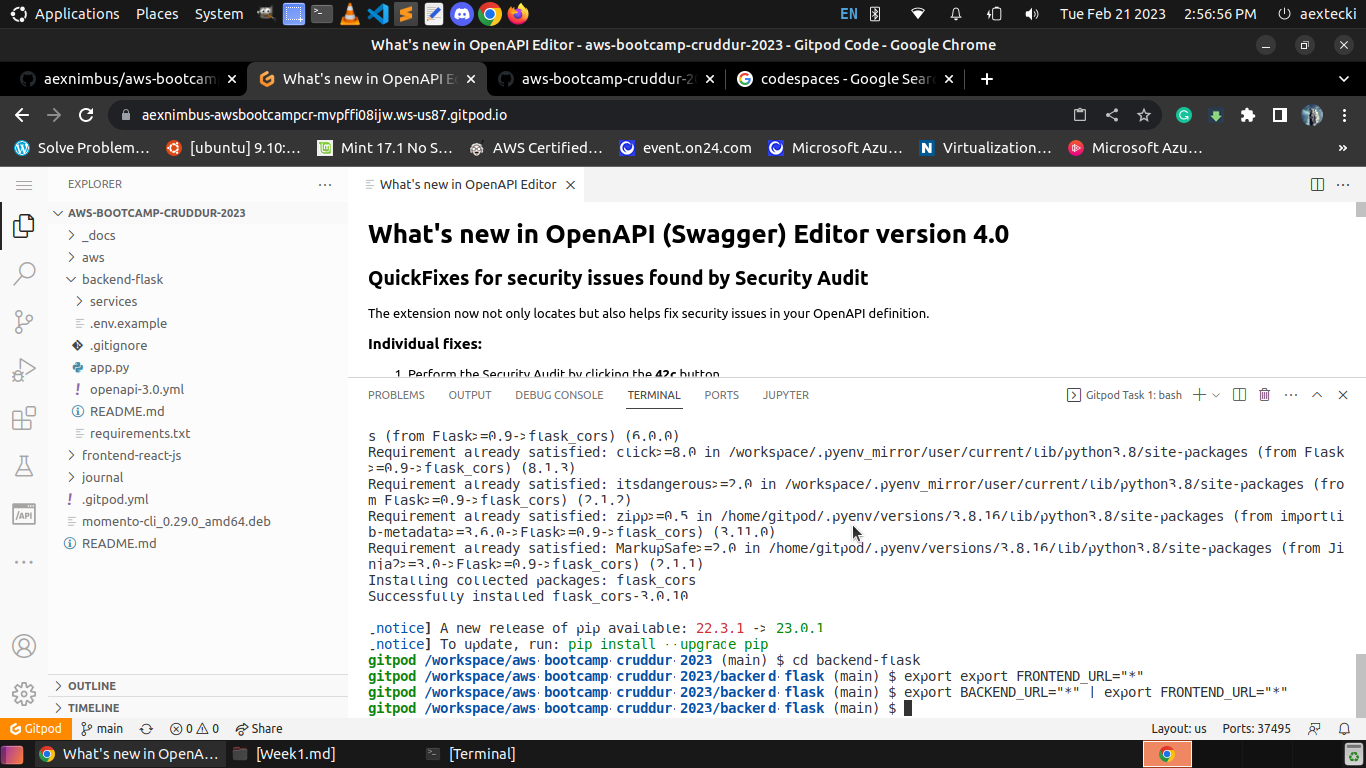 Applications Places System EN Tue Feb 21 2023 2:56:56 PM aextecki
What's new in OpenAPI Editor - aws-bootcamp-cruddur-2023 - Gitpod Code - Google Chrome
aexnimbus/aws-bootcam What's new in OpenAPI E aws-bootcamp-cruddur-2 codespaces - Google Sear
aexnimbus-awsbootcampcr-mvpffi08ijw.ws-us87.gitpod.io
Solve Problem… [ubuntu] 9.10:… Mint 17.1 No S… AWS Certified… event.on24.com Microsoft Azu… Virtualization… Microsoft Azu… »
EXPLORER
AWS-BOOTCAMP-CRUDDUR-2023
_docs
aws
backend-flask
services
.env.example
.gitignore
app.py
openapi-3.0.yml
README.md
requirements.txt
frontend-react-js
journal
.gitpod.yml
momento-cli_0.29.0_amd64.deb
README.md
OUTLINE
TIMELINE
What's new in OpenAPI Editor
What's new in OpenAPI (Swagger) Editor version 4.0
QuickFixes for security issues found by Security Audit
The extension now not only locates but also helps fix security issues in your OpenAPI definition.
Individual fixes:
1. Perform the Security Audit by clicking the 42c button
PROBLEMS OUTPUT DEBUG CONSOLE TERMINAL PORTS JUPYTER Gitpod Task 1: bash
s (from Flask>=0.9->flask_cors) (6.0.0)
Requirement already satisfied: click>=8.0 in /workspace/.pyenv_mirror/user/current/lib/python3.8/site-packages (from Flask
>=0.9->flask_cors) (8.1.3)
Requirement already satisfied: itsdangerous>=2.0 in /workspace/.pyenv_mirror/user/current/lib/python3.8/site-packages (fro
m Flask>=0.9->flask_cors) (2.1.2)
Requirement already satisfied: zipp>=0.5 in /home/gitpod/.pyenv/versions/3.8.16/lib/python3.8/site-packages (from importli
b-metadata>=3.6.0->Flask>=0.9->flask_cors) (3.11.0)
Requirement already satisfied: MarkupSafe>=2.0 in /home/gitpod/.pyenv/versions/3.8.16/lib/python3.8/site-packages (from Ji
nja2>=3.0->Flask>=0.9->flask_cors) (2.1.1)
Installing collected packages: flask_cors
Successfully installed flask_cors-3.0.10
[notice] A new release of pip available: 22.3.1 -> 23.0.1
[notice] To update, run: pip install --upgrade pip
gitpod /workspace/aws-bootcamp-cruddur-2023 (main) $ cd backend-flask
gitpod /workspace/aws-bootcamp-cruddur-2023/backend-flask (main) $ export export FRONTEND_URL="*"
gitpod /workspace/aws-bootcamp-cruddur-2023/backend-flask (main) $ export BACKEND_URL="*" | export FRONTEND_URL="*"
gitpod /workspace/aws-bootcamp-cruddur-2023/backend-flask (main) $
Gitpod main 0 0 Share Layout: us Ports: 37495
What's new in OpenA… [Week1.md] [Terminal]